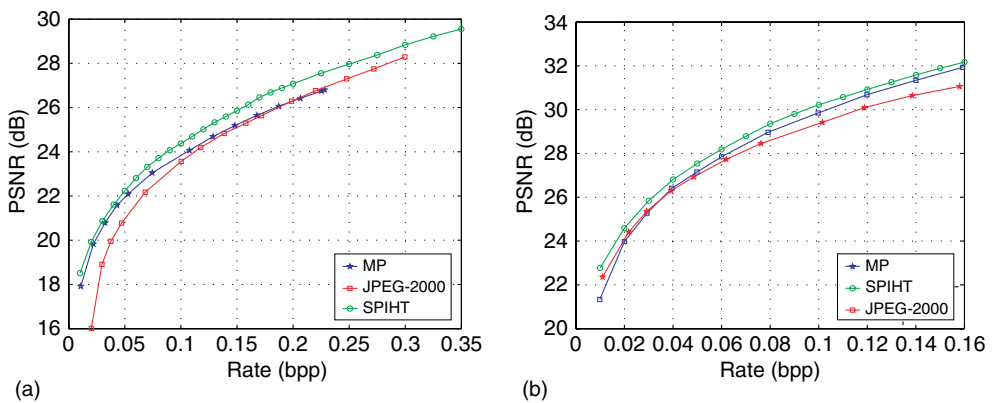 30
28
26
24
22
20
18
16
PSNR (dB)
MP
JPEG-2000
SPIHT
0 0.05 0.1 0.15 0.2 0.25 0.3 0.35
Rate (bpp)
(a)
34
32
30
28
26
24
22
20
PSNR (dB)
MP
SPIHT
JPEG-2000
0 0.02 0.04 0.06 0.08 0.1 0.12 0.14 0.16
Rate (bpp)
(b)